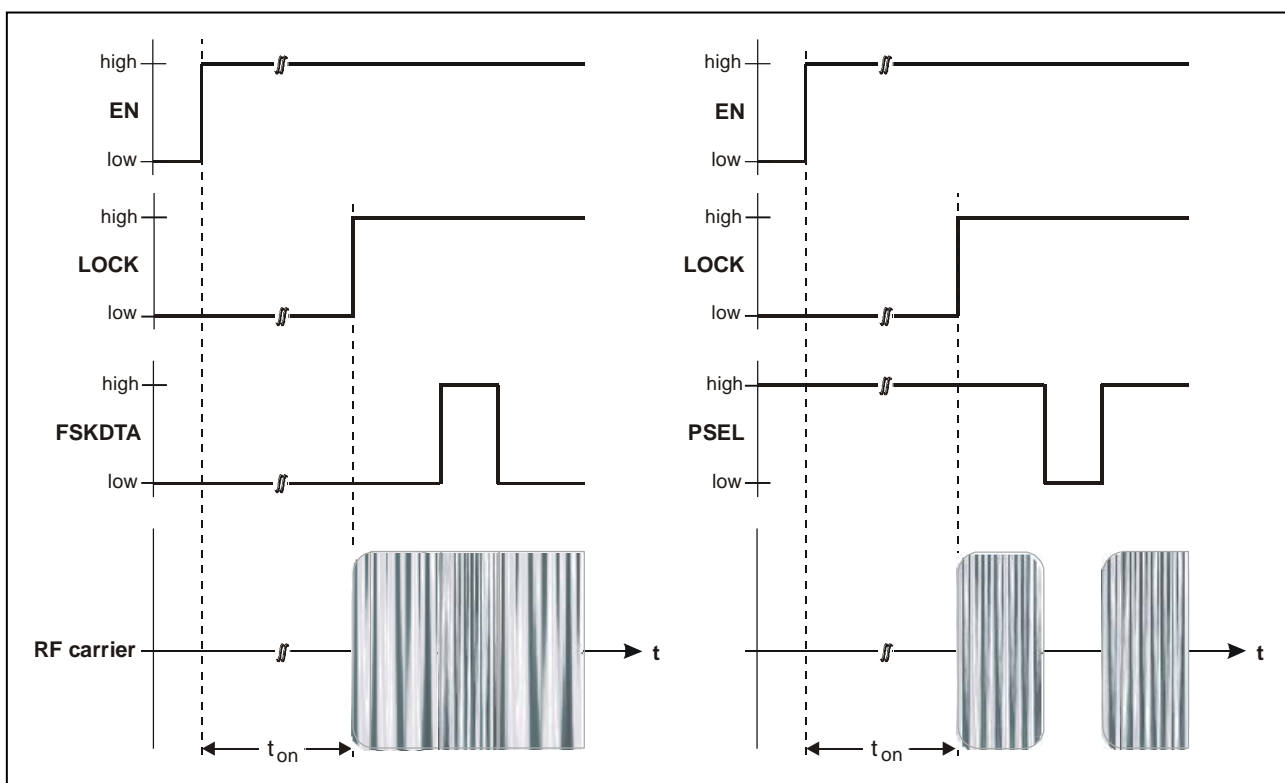 high
EN
low
high
LOCK
low
high
FSKDTA
low
RF carrier
t
t on
high
EN
low
high
LOCK
low
high
PSEL
low
t
t on